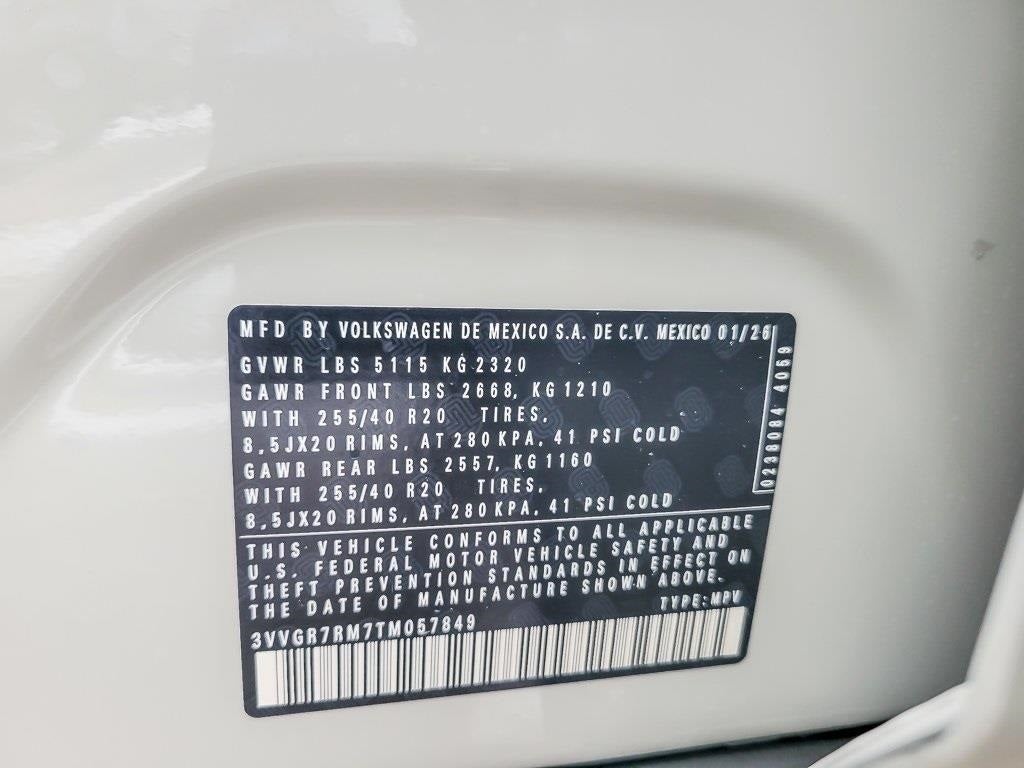 MFD BY VOLKSWAGEN DE MEXICO S.A. DE C.V. MEXICO 01/26
GVWR LBS 5115 KG 2320
GAWR FRONT LBS 2668, KG 1210
WITH 255/40 R20 TIRES,
8,5JX20 RIMS, AT 280 KPA, 41 PSI COLD
GAWR REAR LBS 2557, KG 1160
WITH 255/40 R20 TIRES,
8,5JX20 RIMS, AT 280 KPA, 41 PSI COLD
0238084 4069
THIS VEHICLE CONFORMS TO ALL APPLICABLE
U.S. FEDERAL MOTOR VEHICLE SAFETY AND
THEFT PREVENTION STANDARDS IN EFFECT ON
THE DATE OF MANUFACTURE SHOWN ABOVE.
TYPE: MPV
3VVGR7RM7TM057849